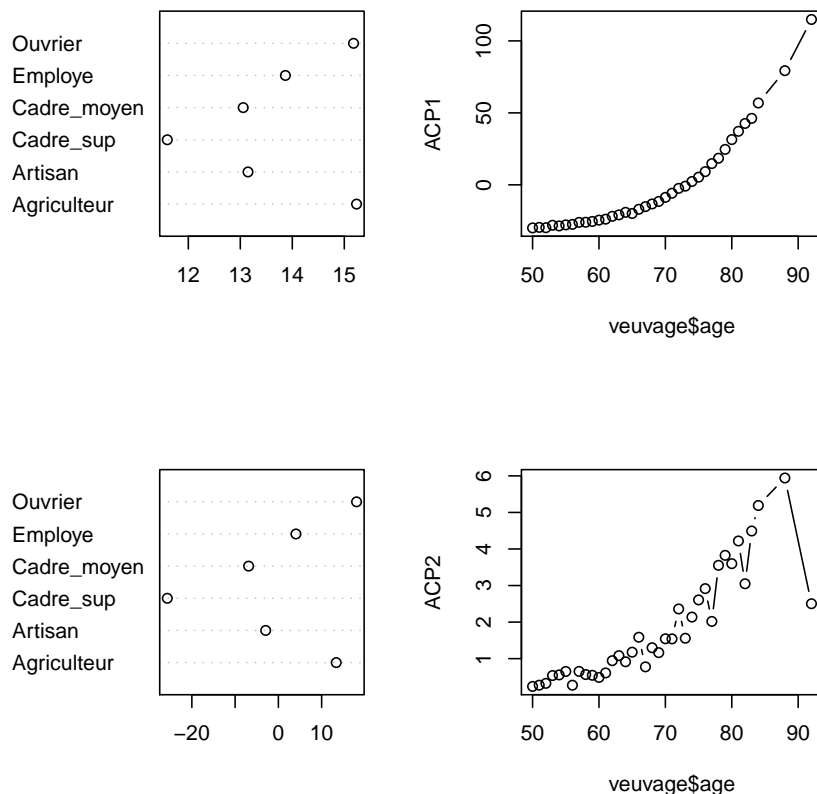 Ouvrier
Employe
Cadre_moyen
Cadre_sup
Artisan
Agriculteur
12 13 14 15
ACP1
100
50
0
50 60 70 80 90
veuvage$age
Ouvrier
Employe
Cadre_moyen
Cadre_sup
Artisan
Agriculteur
−20 0 10
ACP2
6
5
4
3
2
1
50 60 70 80 90
veuvage$age